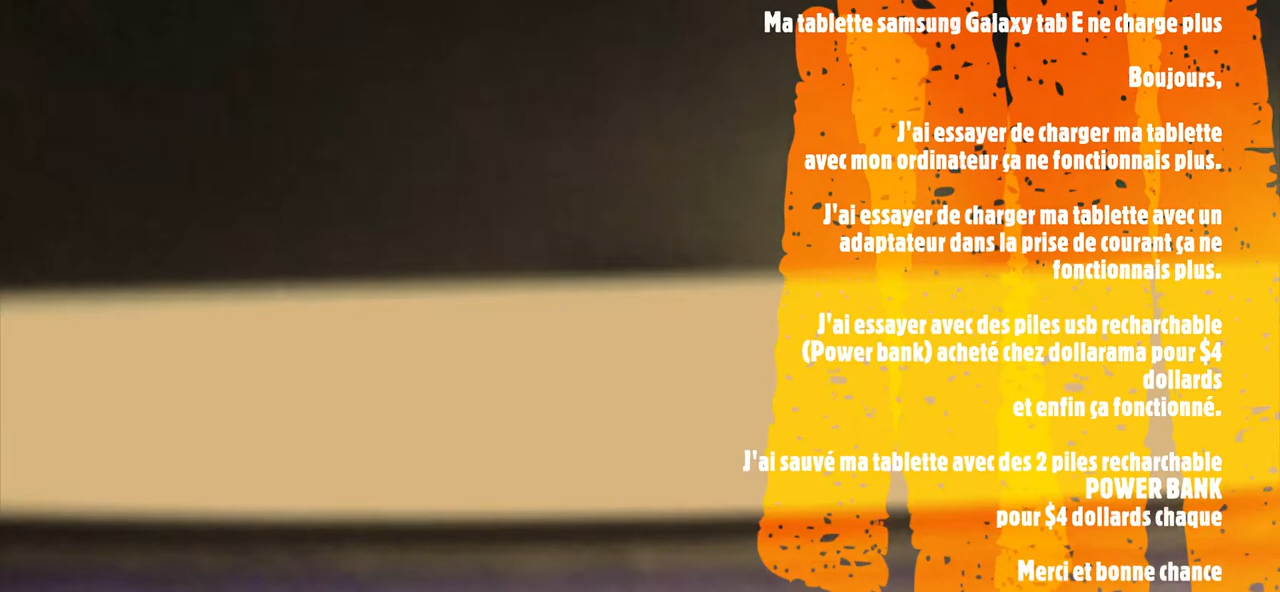 Ma tablette samsung Galaxy tab E ne charge plus
Boujours,
J'ai essayer de charger ma tablette
avec mon ordinateur ça ne fonctionnais plus.
J'ai essayer de charger ma tablette avec un
adaptateur dans la prise de courant ça ne
fonctionnais plus.
J'ai essayer avec des piles usb recharchable
(Power bank) acheté chez dollarama pour $4
dollards
et enfin ça fonctionné.
J'ai sauvé ma tablette avec des 2 piles recharchable
POWER BANK
pour $4 dollards chaque
Merci et bonne chance